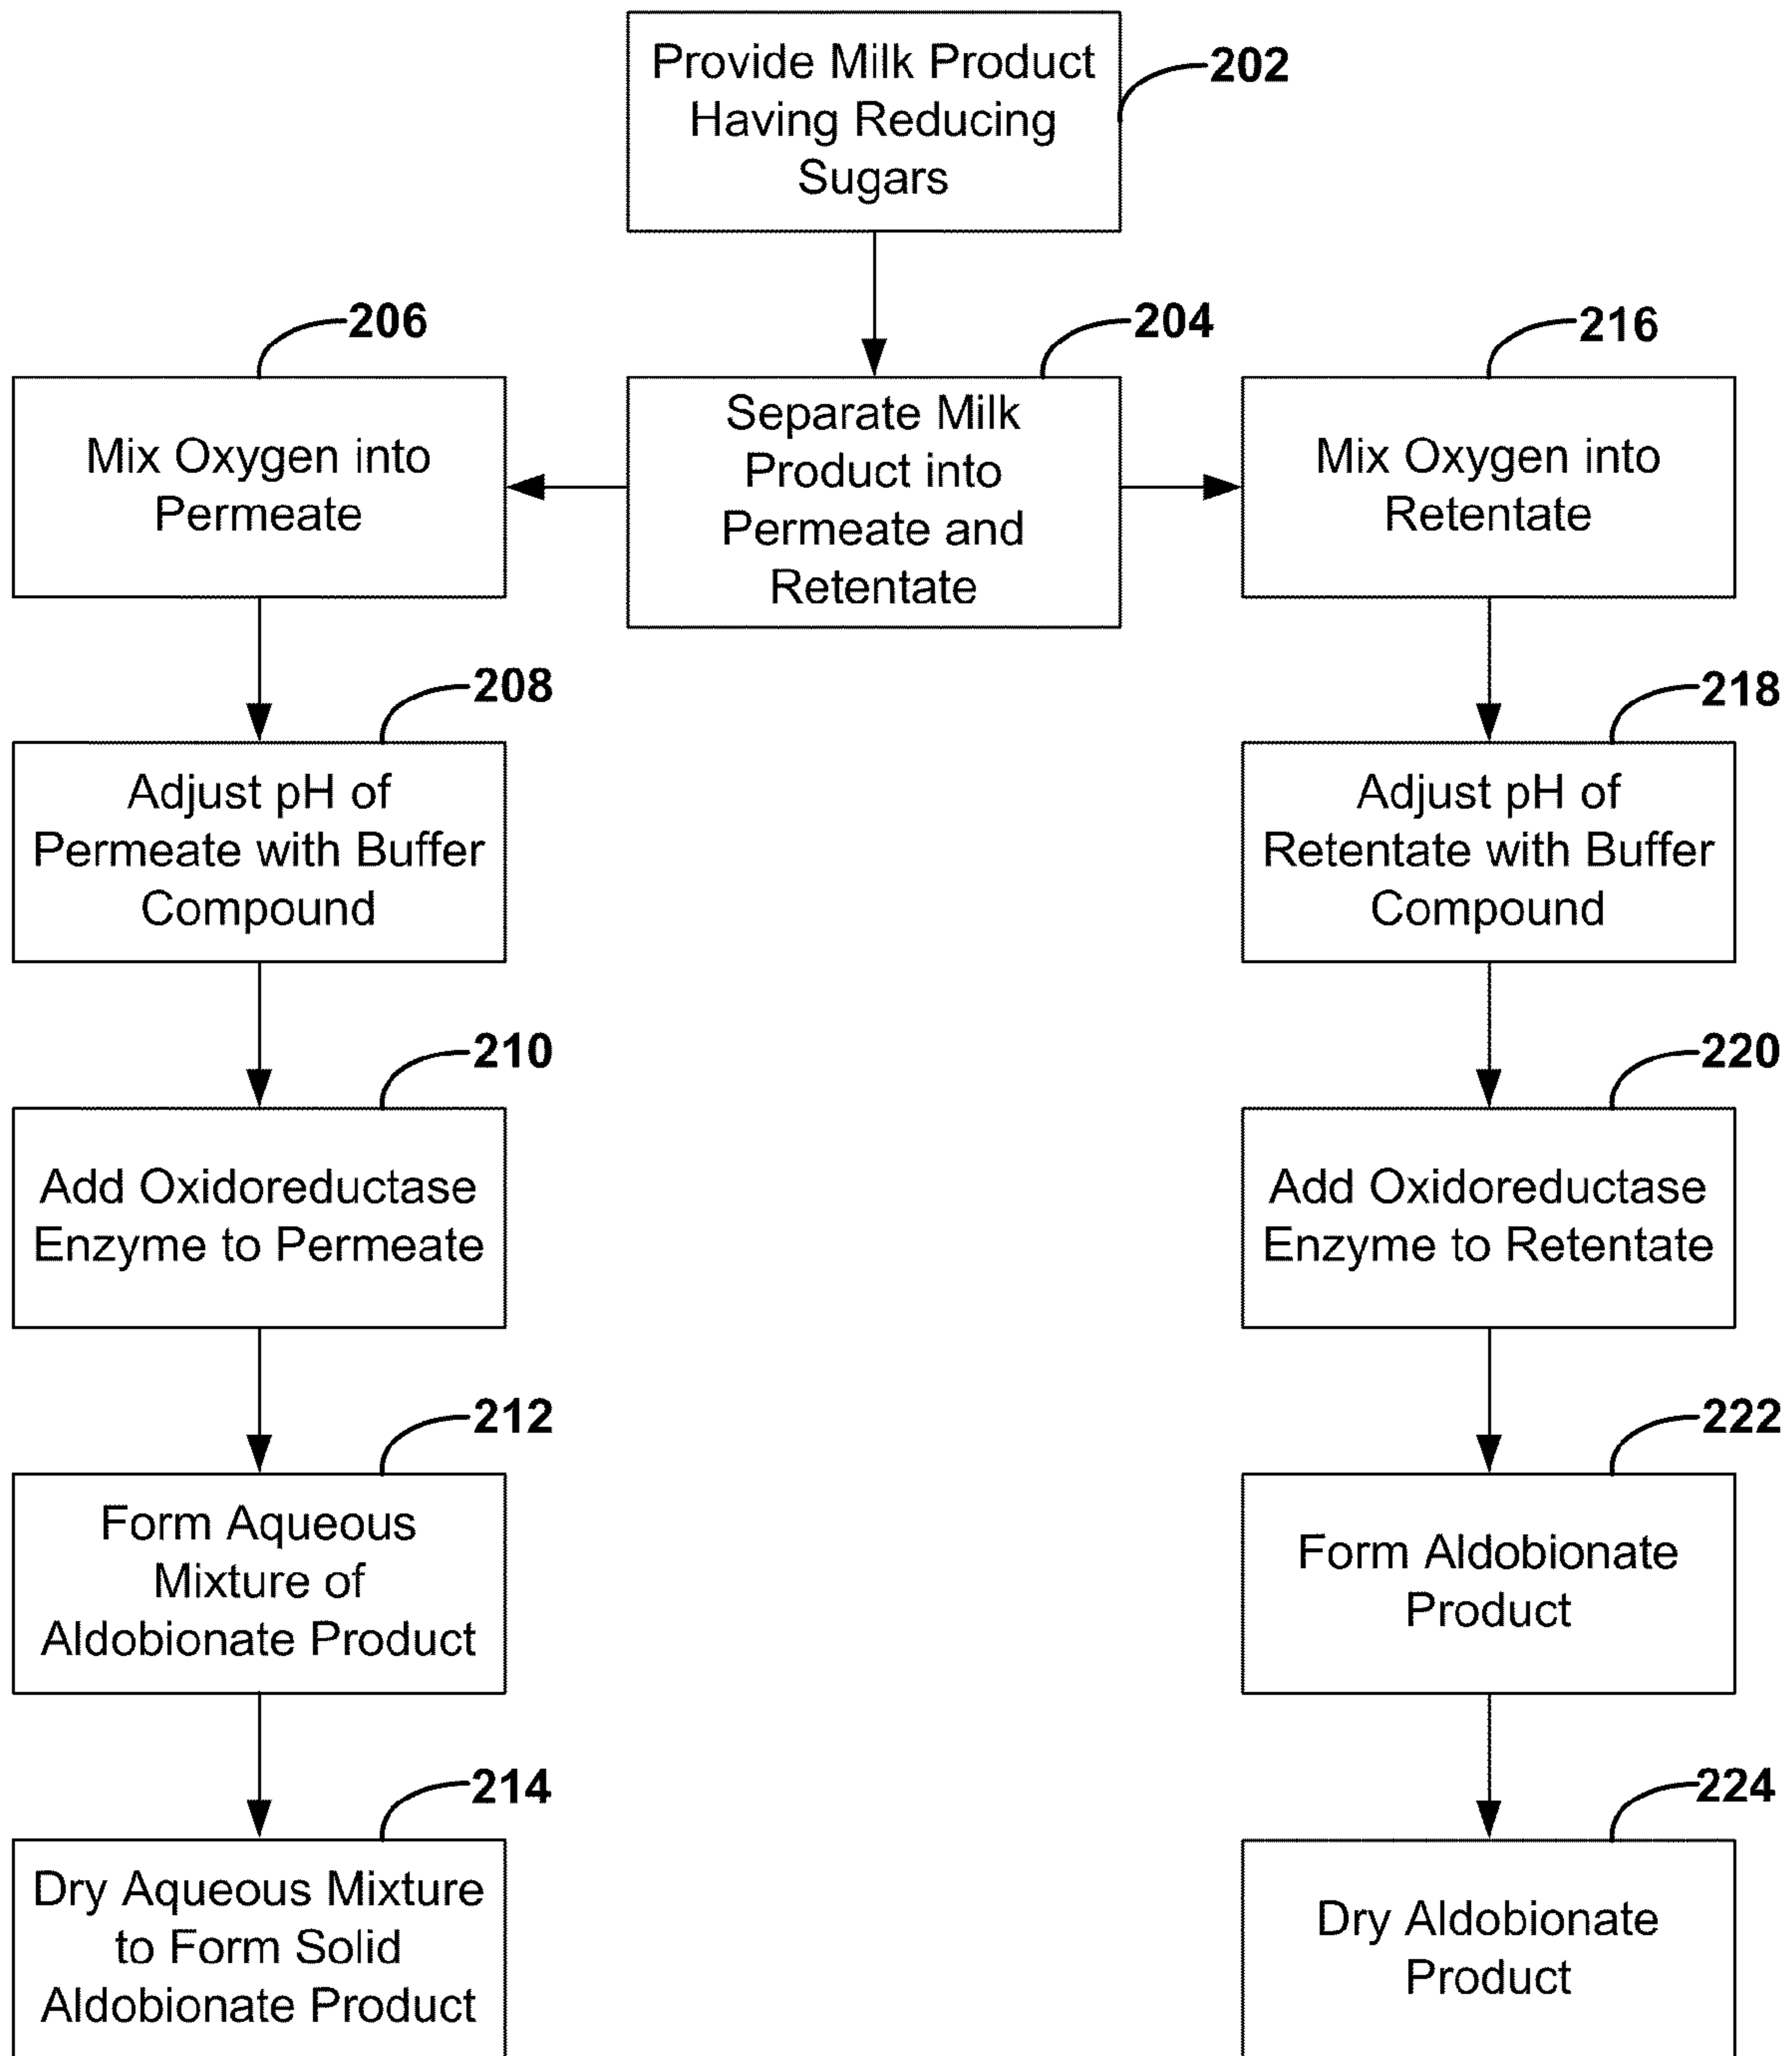 Provide Milk Product
Having Reducing
Sugars
202
206
Mix Oxygen into
Permeate
204
Separate Milk
Product into
Permeate and
Retentate
216
Mix Oxygen into
Retentate
208
Adjust pH of
Permeate with Buffer
Compound
218
Adjust pH of
Retentate with Buffer
Compound
210
Add Oxidoreductase
Enzyme to Permeate
220
Add Oxidoreductase
Enzyme to Retentate
212
Form Aqueous
Mixture of
Aldobionate Product
222
Form Aldobionate
Product
214
Dry Aqueous Mixture
to Form Solid
Aldobionate Product
224
Dry Aldobionate
Product